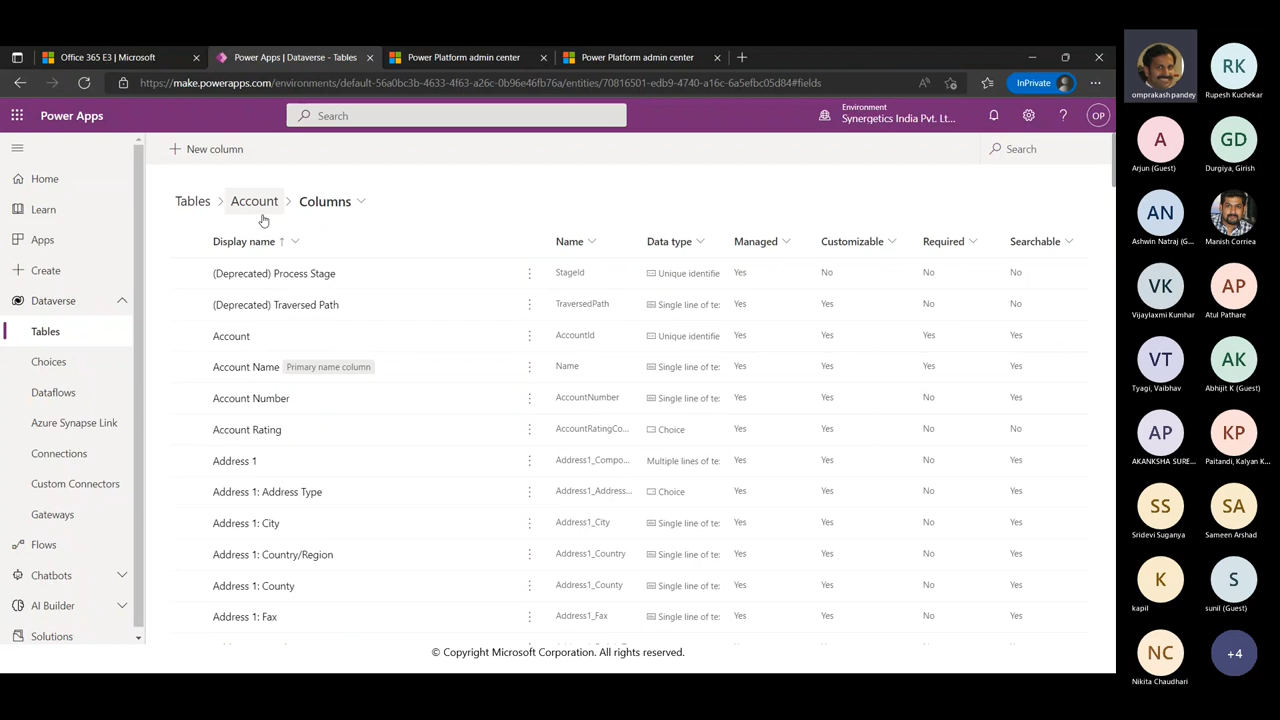 Office 365 E3 | Microsoft
Power Apps | Dataverse - Tables
Power Platform admin center
Power Platform admin center
https://make.powerapps.com/environments/default-56a0bc3b-4633-4f63-a26c-0b96e46fb76a/entities/70816501-edb9-4740-a16c-6a5efbc05d84#fields
InPrivate
Power Apps
Search
Environment
Synergetics India Pvt. Lt...
OP
New column
Search
Home
Learn
Apps
Create
Dataverse
Tables
Choices
Dataflows
Azure Synapse Link
Connections
Custom Connectors
Gateways
Flows
Chatbots
AI Builder
Solutions
Tables > Account > Columns
Display name ↑ Name Data type Managed Customizable Required Searchable
(Deprecated) Process Stage StageId Unique identifie Yes No No No
(Deprecated) Traversed Path TraversedPath Single line of te: Yes Yes No No
Account AccountId Unique identifie Yes Yes Yes Yes
Account Name Primary name column Name Single line of te: Yes Yes Yes Yes
Account Number AccountNumber Single line of te: Yes Yes No Yes
Account Rating AccountRatingCo... Choice Yes Yes No No
Address 1 Address1_Compo... Multiple lines of te: Yes Yes No Yes
Address 1: Address Type Address1_Address... Choice Yes Yes No Yes
Address 1: City Address1_City Single line of te: Yes Yes No Yes
Address 1: Country/Region Address1_Country Single line of te: Yes Yes No Yes
Address 1: County Address1_County Single line of te: Yes Yes No Yes
Address 1: Fax Address1_Fax Single line of te: Yes Yes No Yes
© Copyright Microsoft Corporation. All rights reserved.
omprakash pandey
RK
Rupesh Kuchekar
A
Arjun (Guest)
GD
Durgiya, Girish
AN
Ashwin Natraj (G...
Manish Corriea
VK
Vijaylaxmi Kumhar
AP
Atul Pathare
VT
Tyagi, Vaibhav
AK
Abhijit K (Guest)
AP
AKANKSHA SURE...
KP
Paitandi, Kalyan K...
SS
Sridevi Suganya
SA
Sameen Arshad
K
kapil
S
sunil (Guest)
NC
Nikita Chaudhari
+4